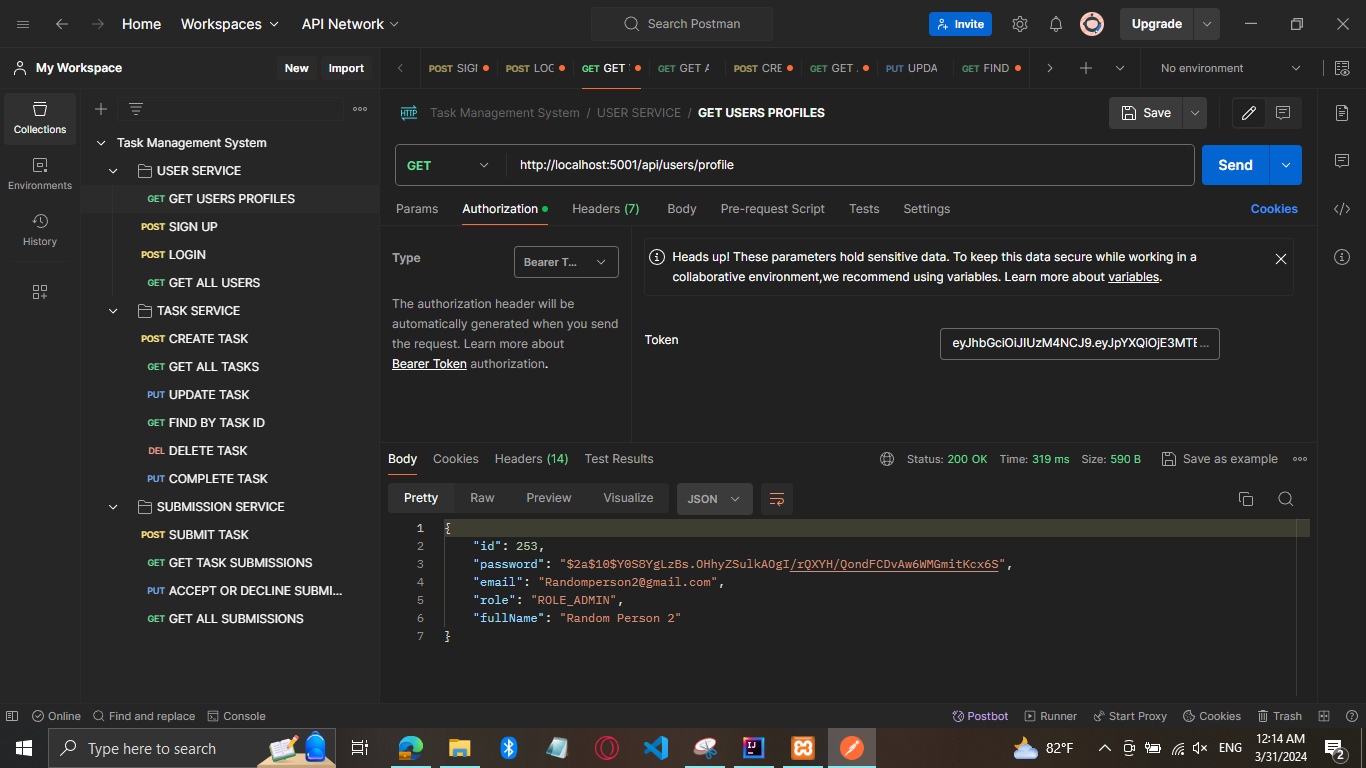 Home Workspaces API Network Search Postman Invite Upgrade
My Workspace New Import
POST SIGI POST LOC GET GET GET GET A POST CRE GET GET . PUT UPDA GET FIND No environment
Collections
Environments
History
Task Management System
USER SERVICE
GET GET USERS PROFILES
POST SIGN UP
POST LOGIN
GET GET ALL USERS
TASK SERVICE
POST CREATE TASK
GET GET ALL TASKS
PUT UPDATE TASK
GET FIND BY TASK ID
DEL DELETE TASK
PUT COMPLETE TASK
SUBMISSION SERVICE
POST SUBMIT TASK
GET GET TASK SUBMISSIONS
PUT ACCEPT OR DECLINE SUBMI...
GET GET ALL SUBMISSIONS
HTTP Task Management System / USER SERVICE / GET USERS PROFILES Save
GET http://localhost:5001/api/users/profile Send
Params Authorization Headers (7) Body Pre-request Script Tests Settings Cookies
Type Bearer T...
The authorization header will be
automatically generated when you send
the request. Learn more about
Bearer Token authorization.
Heads up! These parameters hold sensitive data. To keep this data secure while working in a
collaborative environment,we recommend using variables. Learn more about variables.
Token eyJhbGciOiJIUzM4NCJ9.eyJpYXQiOjE3MTE...
Body Cookies Headers (14) Test Results Status: 200 OK Time: 319 ms Size: 590 B Save as example
Pretty Raw Preview Visualize JSON
1 {
2 "id": 253,
3 "password": "$2a$10$Y0S8YgLzBs.OHhyZSulkAOgI/rQXYH/QondFCDvAw6WMGmitKcx6S",
4 "email": "Randomperson2@gmail.com",
5 "role": "ROLE_ADMIN",
6 "fullName": "Random Person 2"
7 }
Online Find and replace Console Postbot Runner Start Proxy Cookies Trash
Type here to search 82°F ENG 12:14 AM
3/31/2024 2